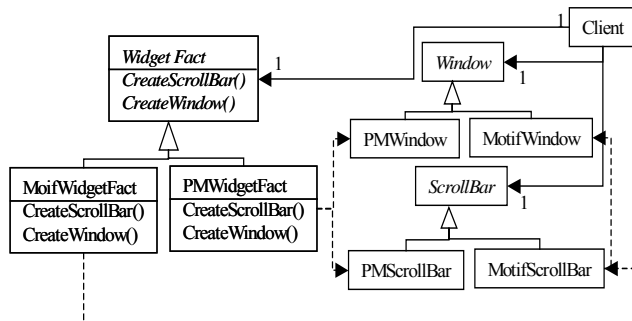 1
Client
Widget Fact
CreateScrollBar()
CreateWindow()
1
Window
1
PMWindow
MotifWindow
MoifWidgetFact
CreateScrollBar()
CreateWindow()
PMWidgetFact
CreateScrollBar()
CreateWindow()
ScrollBar
1
PMScrollBar
MotifScrollBar